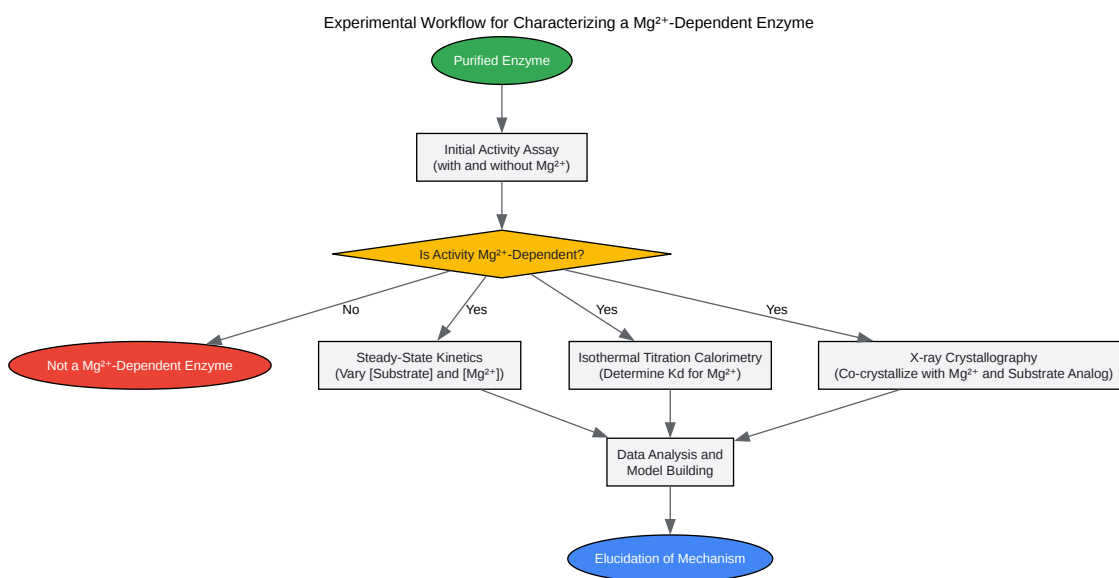 Experimental Workflow for Characterizing a Mg²⁺-Dependent Enzyme
Purified Enzyme
Initial Activity Assay
(with and without Mg²⁺)
Is Activity Mg²⁺-Dependent?
No
Yes
Yes
Yes
Not a Mg²⁺-Dependent Enzyme
Steady-State Kinetics
(Vary [Substrate] and [Mg²⁺])
Isothermal Titration Calorimetry
(Determine Kd for Mg²⁺)
X-ray Crystallography
(Co-crystallize with Mg²⁺ and Substrate Analog)
Data Analysis and
Model Building
Elucidation of Mechanism